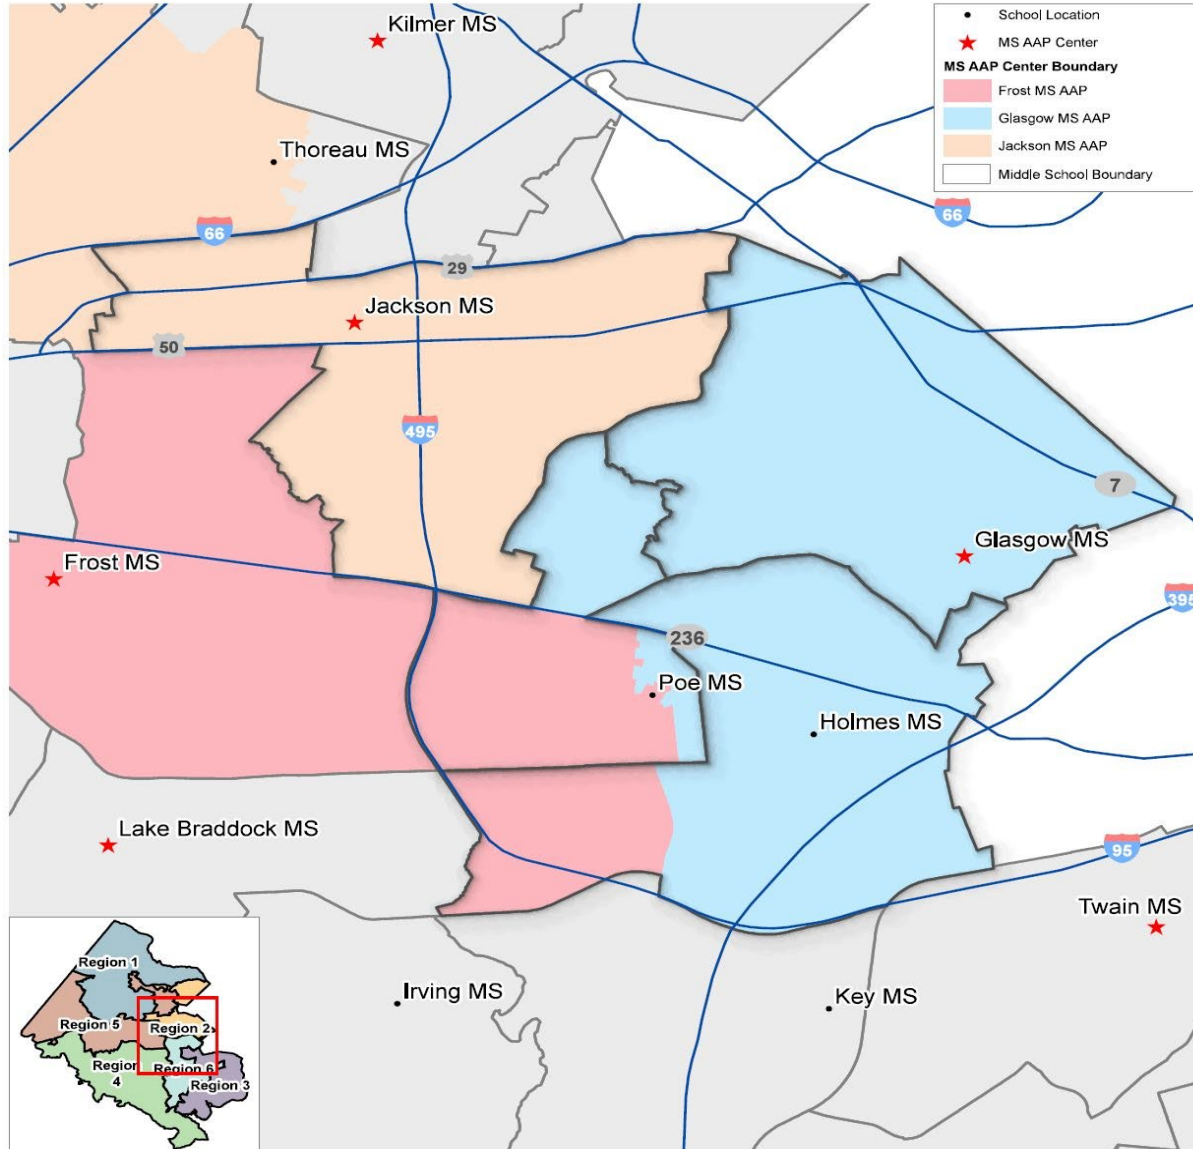 Kilmer MS
School Location
MS AAP Center
MS AAP Center Boundary
Frost MS AAP
Glasgow MS AAP
Jackson MS AAP
Middle School Boundary
Thoreau MS
66
66
29
Jackson MS
50
495
7
Glasgow MS
Frost MS
395
236
Poe MS
Holmes MS
Lake Braddock MS
95
Twain MS
Irving MS
Key MS
Region 1
Region 5
Region 2
Region
4
Region 6
Region 3